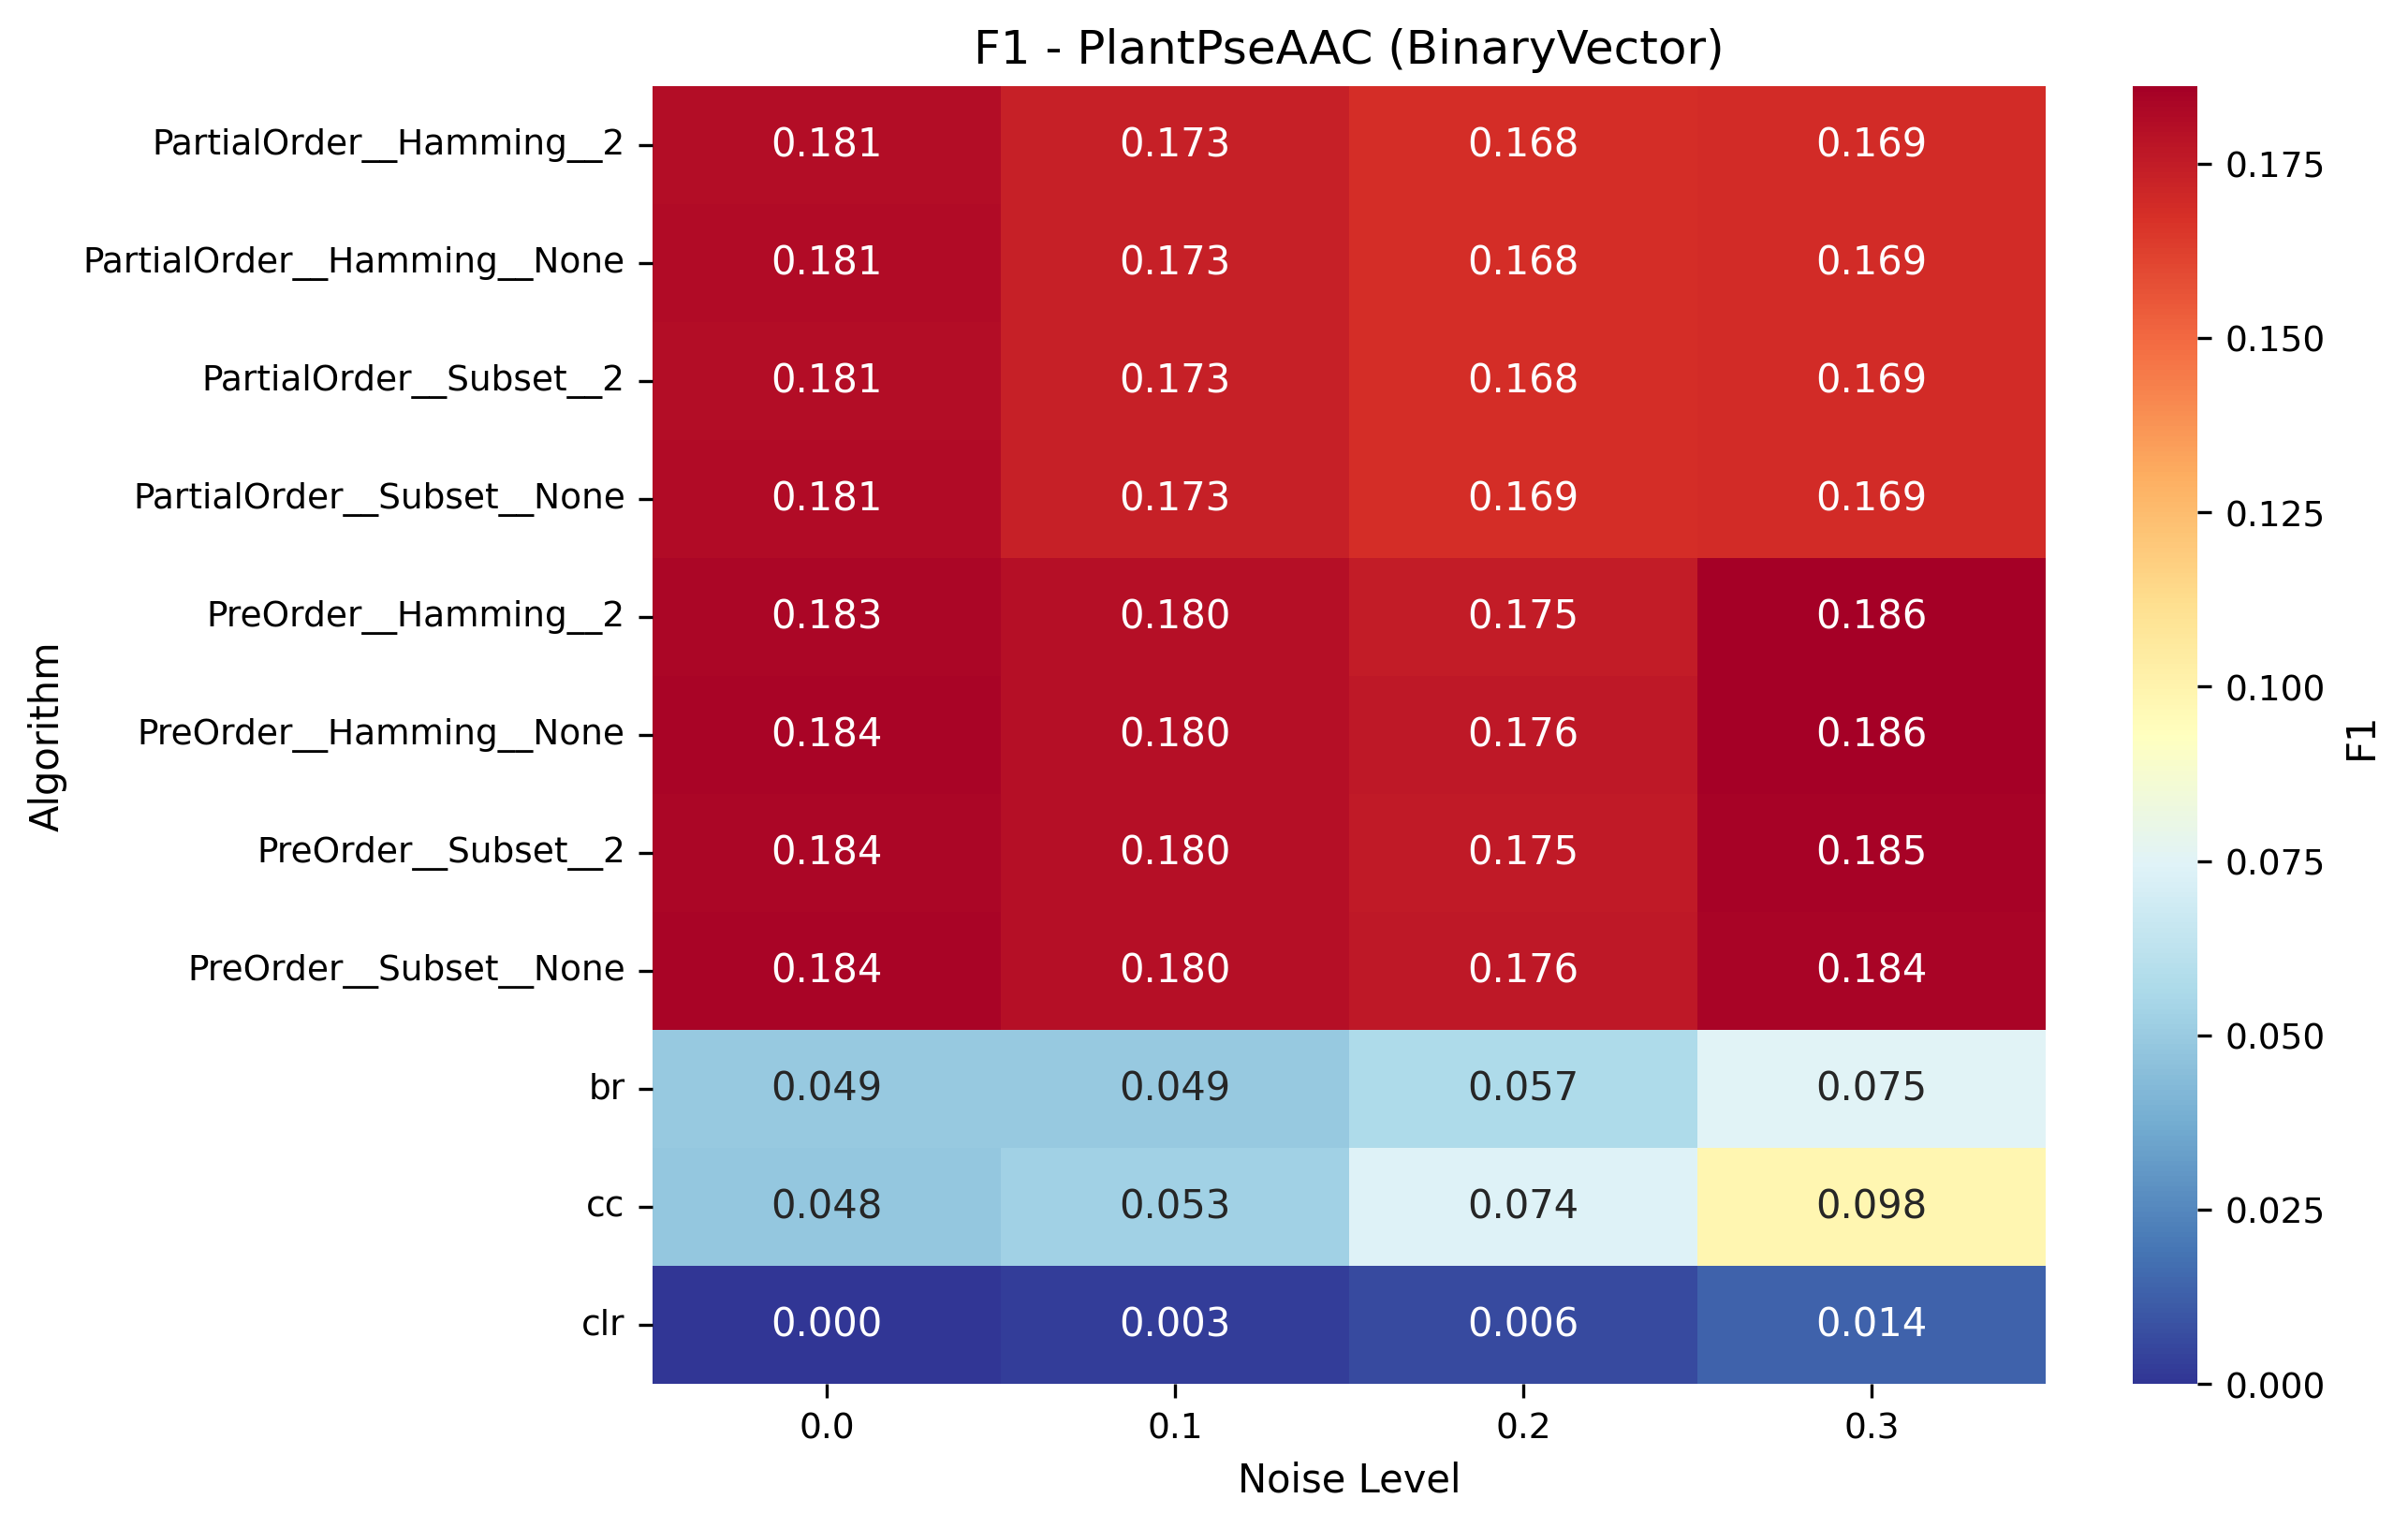 F1 - PlantPseAAC (BinaryVector)
Algorithm
PartialOrder__Hamming__2 0.181 0.173 0.168 0.169
PartialOrder__Hamming__None 0.181 0.173 0.168 0.169
PartialOrder__Subset__2 0.181 0.173 0.168 0.169
PartialOrder__Subset__None 0.181 0.173 0.169 0.169
PreOrder__Hamming__2 0.183 0.180 0.175 0.186
PreOrder__Hamming__None 0.184 0.180 0.176 0.186
PreOrder__Subset__2 0.184 0.180 0.175 0.185
PreOrder__Subset__None 0.184 0.180 0.176 0.184
br 0.049 0.049 0.057 0.075
cc 0.048 0.053 0.074 0.098
clr 0.000 0.003 0.006 0.014
0.0 0.1 0.2 0.3
Noise Level
0.175
0.150
0.125
0.100
0.075
0.050
0.025
0.000
F1